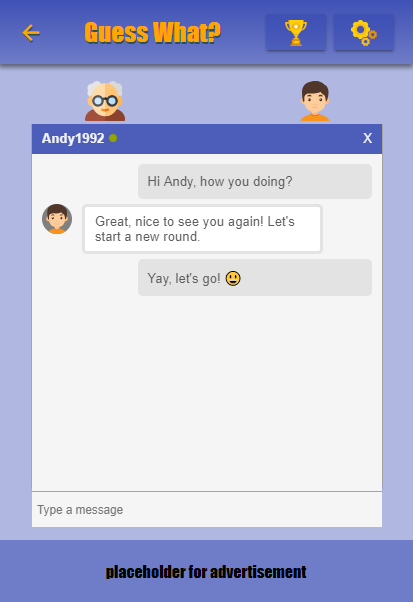 Guess What?
Andy1992
X
Hi Andy, how you doing?
Great, nice to see you again! Let's
start a new round.
Yay, let's go! 😃
Type a message
placeholder for advertisement